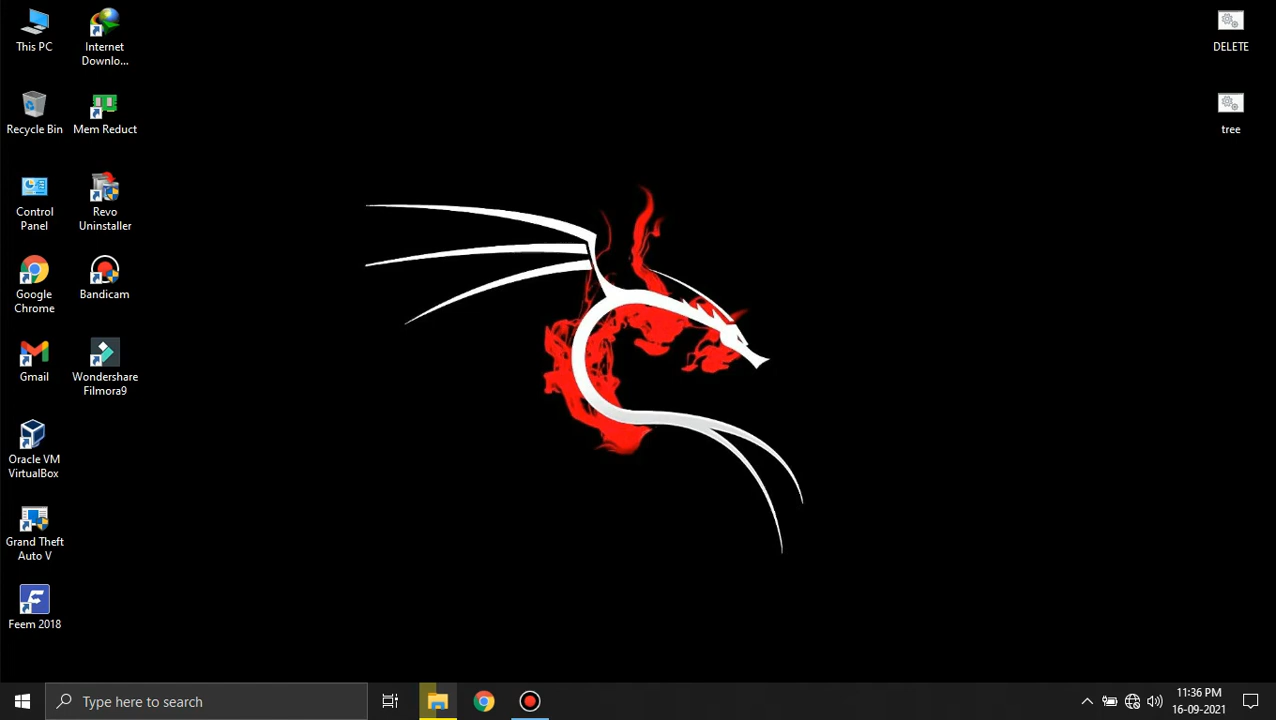 This PC
Internet
Downlo...
Recycle Bin
Mem Reduct
Control
Panel
Revo
Uninstaller
Google
Chrome
Bandicam
Gmail
Wondershare
Filmora9
Oracle VM
VirtualBox
Grand Theft
Auto V
Feem 2018
DELETE
tree
Type here to search
11:36 PM
16-09-2021